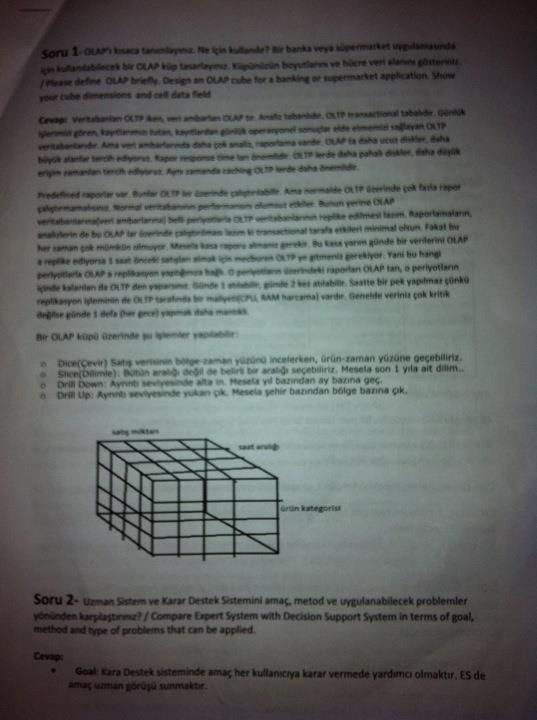 Soru 1- OLAP'ı kısaca tanımlayınız. Ne için kullanılır? Bir banka veya süpermarket uygulamasında
için kullanılabilecek bir OLAP küp tasarlayınız. Küpünüzün boyutlarını ve hücre veri alanını gösteriniz.
/ Please define OLAP briefly. Design an OLAP cube for a banking or supermarket application. Show
your cube dimensions and cell data field
Cevap: Veritabanları OLTP iken, veri ambarları OLAP tır. Analiz tabanlıdır. OLTP transactional tabalıdır. Günlük
işlerimizi gören, kayıtlarımızı tutan, kayıtlardan günlük operasyonel sonuçlar elde etmemizi sağlayan OLTP
veritabanlarıdır. Ama veri ambarlarında daha çok analiz, raporlama vardır. OLAP ta daha ucuz diskler, daha
büyük alanlar tercih ediyoruz. Rapor response time ları önemlidir. OLTP lerde daha pahalı diskler, daha düşük
erişim zamanları tercih ediyoruz. Aynı zamanda caching OLTP lerde daha önemlidir.
Predefined raporlar var. Bunlar OLTP ler üzerinde çalıştırılabilir. Ama normalde OLTP üzerinde çok fazla rapor
çalıştırmamalısınız. Normal veritabanının performansını olumsuz etkiler. Bunun yerine OLAP
veritabanlarına(veri ambarlarına) belli periyotlarla OLTP veritabanlarının replike edilmesi lazım. Raporlamaların,
analizlerin de bu OLAP lar üzerinde çalıştırılması lazım ki transactional tarafa etkileri minimal olsun. Fakat bu
her zaman çok mümkün olmuyor. Mesela kasa raporu almanız gerekir. Bu kasa yarım günde bir verilerini OLAP
a replike ediyorsa 1 saat önceki satışları almak için mecburen OLTP ye gitmeniz gerekiyor. Yani bu hangi
periyotlarla OLAP a replikasyon yaptığınıza bağlı. O periyotların üzerindeki raporları OLAP tan, o periyotların
içinde kalanları da OLTP den yaparsınız. Günde 1 atılabilir, günde 2 kez atılabilir. Saatte bir pek yapılmaz çünkü
replikasyon işleminin de OLTP tarafında bir maliyeti(CPU, RAM harcama) vardır. Genelde veriniz çok kritik
değilse günde 1 defa (her gece) yapmak daha mantıklı.
Bir OLAP küpü üzerinde şu işlemler yapılabilir:
o Dice(Çevir) Satış verisinin bölge-zaman yüzünü incelerken, ürün-zaman yüzüne geçebiliriz.
o Slice(Dilimle): Bütün aralığı değil de belirli bir aralığı seçebiliriz. Mesela son 1 yıla ait dilim..
o Drill Down: Ayrıntı seviyesinde alta in. Mesela yıl bazından ay bazına geç.
o Drill Up: Ayrıntı seviyesinde yukarı çık. Mesela şehir bazından bölge bazına çık.
satış miktarı
saat aralığı
ürün kategorisi
Soru 2- Uzman Sistem ve Karar Destek Sistemini amaç, metod ve uygulanabilecek problemler
yönünden karşılaştırınız? / Compare Expert System with Decision Support System in terms of goal,
method and type of problems that can be applied.
Cevap:
• Goal: Kara Destek sisteminde amaç her kullanıcıya karar vermede yardımcı olmaktır. ES de
amaç uzman görüşü sunmaktır.